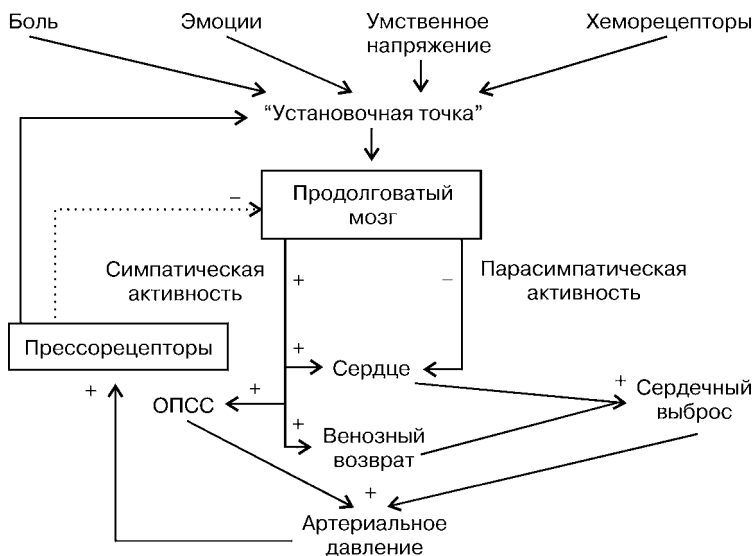 Боль
Эмоции
Умственное
напряжение
Хеморецепторы
“Установочная точка”
−
Продолговатый
мозг
Симпатическая
активность
+
−
Парасимпатическая
активность
Прессорецепторы
+
Сердце
+
ОПСС
+
+
Венозный
возврат
+
Сердечный
выброс
+
Артериальное
давление